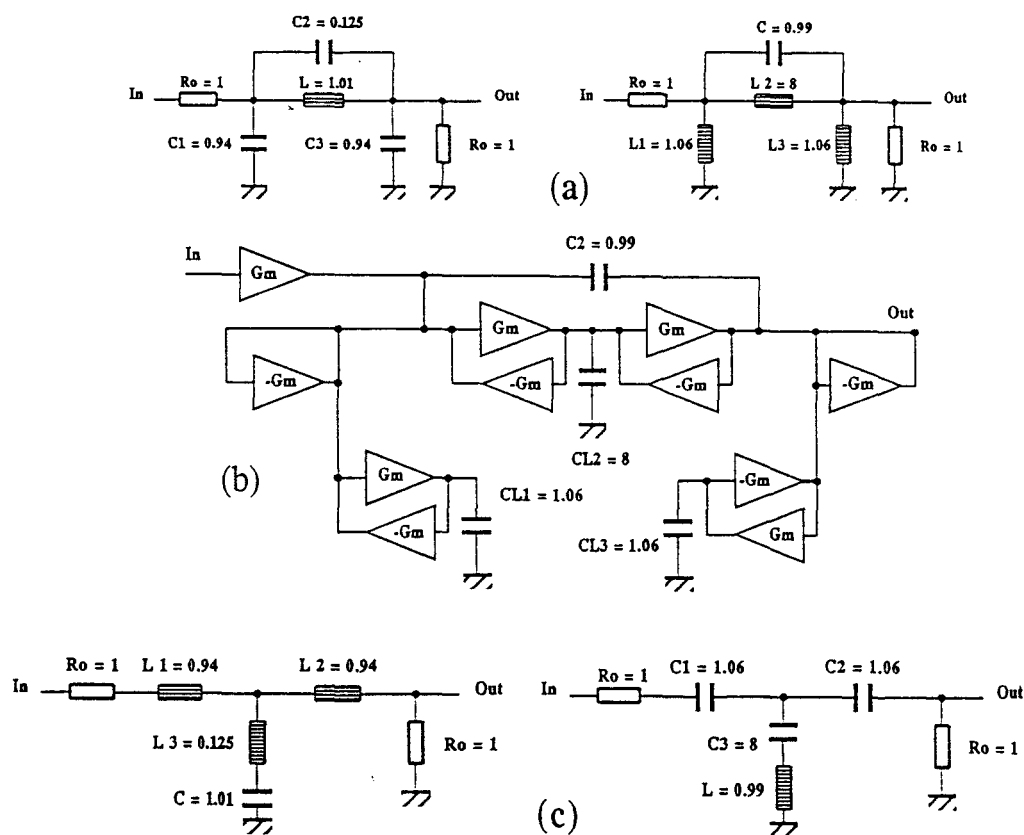 C2 = 0.125
In
Ro = 1
L = 1.01
Out
C1 = 0.94
C3 = 0.94
Ro = 1
C = 0.99
In
Ro = 1
L 2 = 8
Out
L1 = 1.06
L3 = 1.06
Ro = 1
(a)
In
Gm
C2 = 0.99
Out
Gm
Gm
-Gm
-Gm
-Gm
-Gm
CL2 = 8
(b)
Gm
-Gm
CL1 = 1.06
-Gm
Gm
CL3 = 1.06
In
Ro = 1
L 1 = 0.94
L 2 = 0.94
Out
L 3 = 0.125
Ro = 1
C = 1.01
In
Ro = 1
C1 = 1.06
C2 = 1.06
Out
C3 = 8
Ro = 1
L = 0.99
(c)